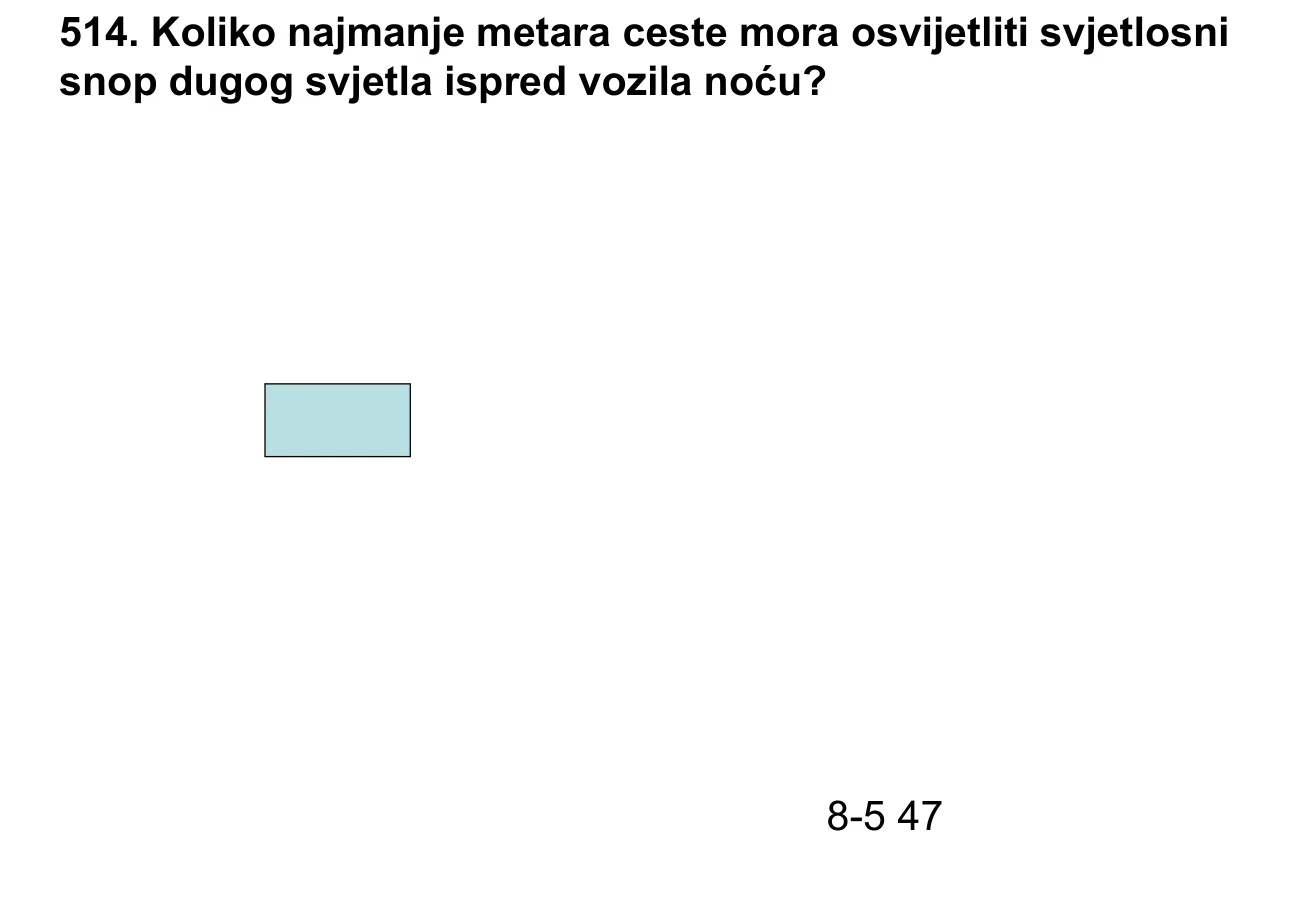 514. Koliko najmanje metara ceste mora osvijetliti svjetlosni
snop dugog svjetla ispred vozila noću?
8-5 47